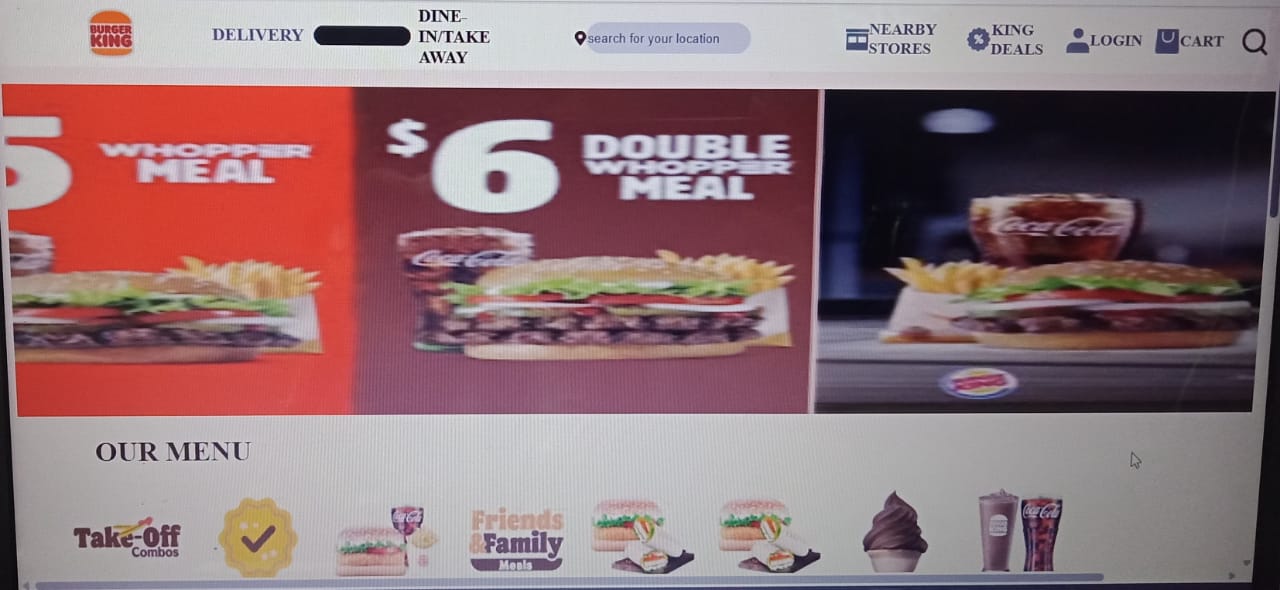 BURGER
KING
DELIVERY
DINE-
IN/TAKE
AWAY
search for your location
NEARBY
STORES
KING
DEALS
LOGIN
CART
5 WHOPPER
MEAL
$6 DOUBLE
WHOPPER
MEAL
Coca-Cola
Coca-Cola
OUR MENU
Take-Off
Combos
Coca-Cola
Friends
&Family
Meals
Coca-Cola